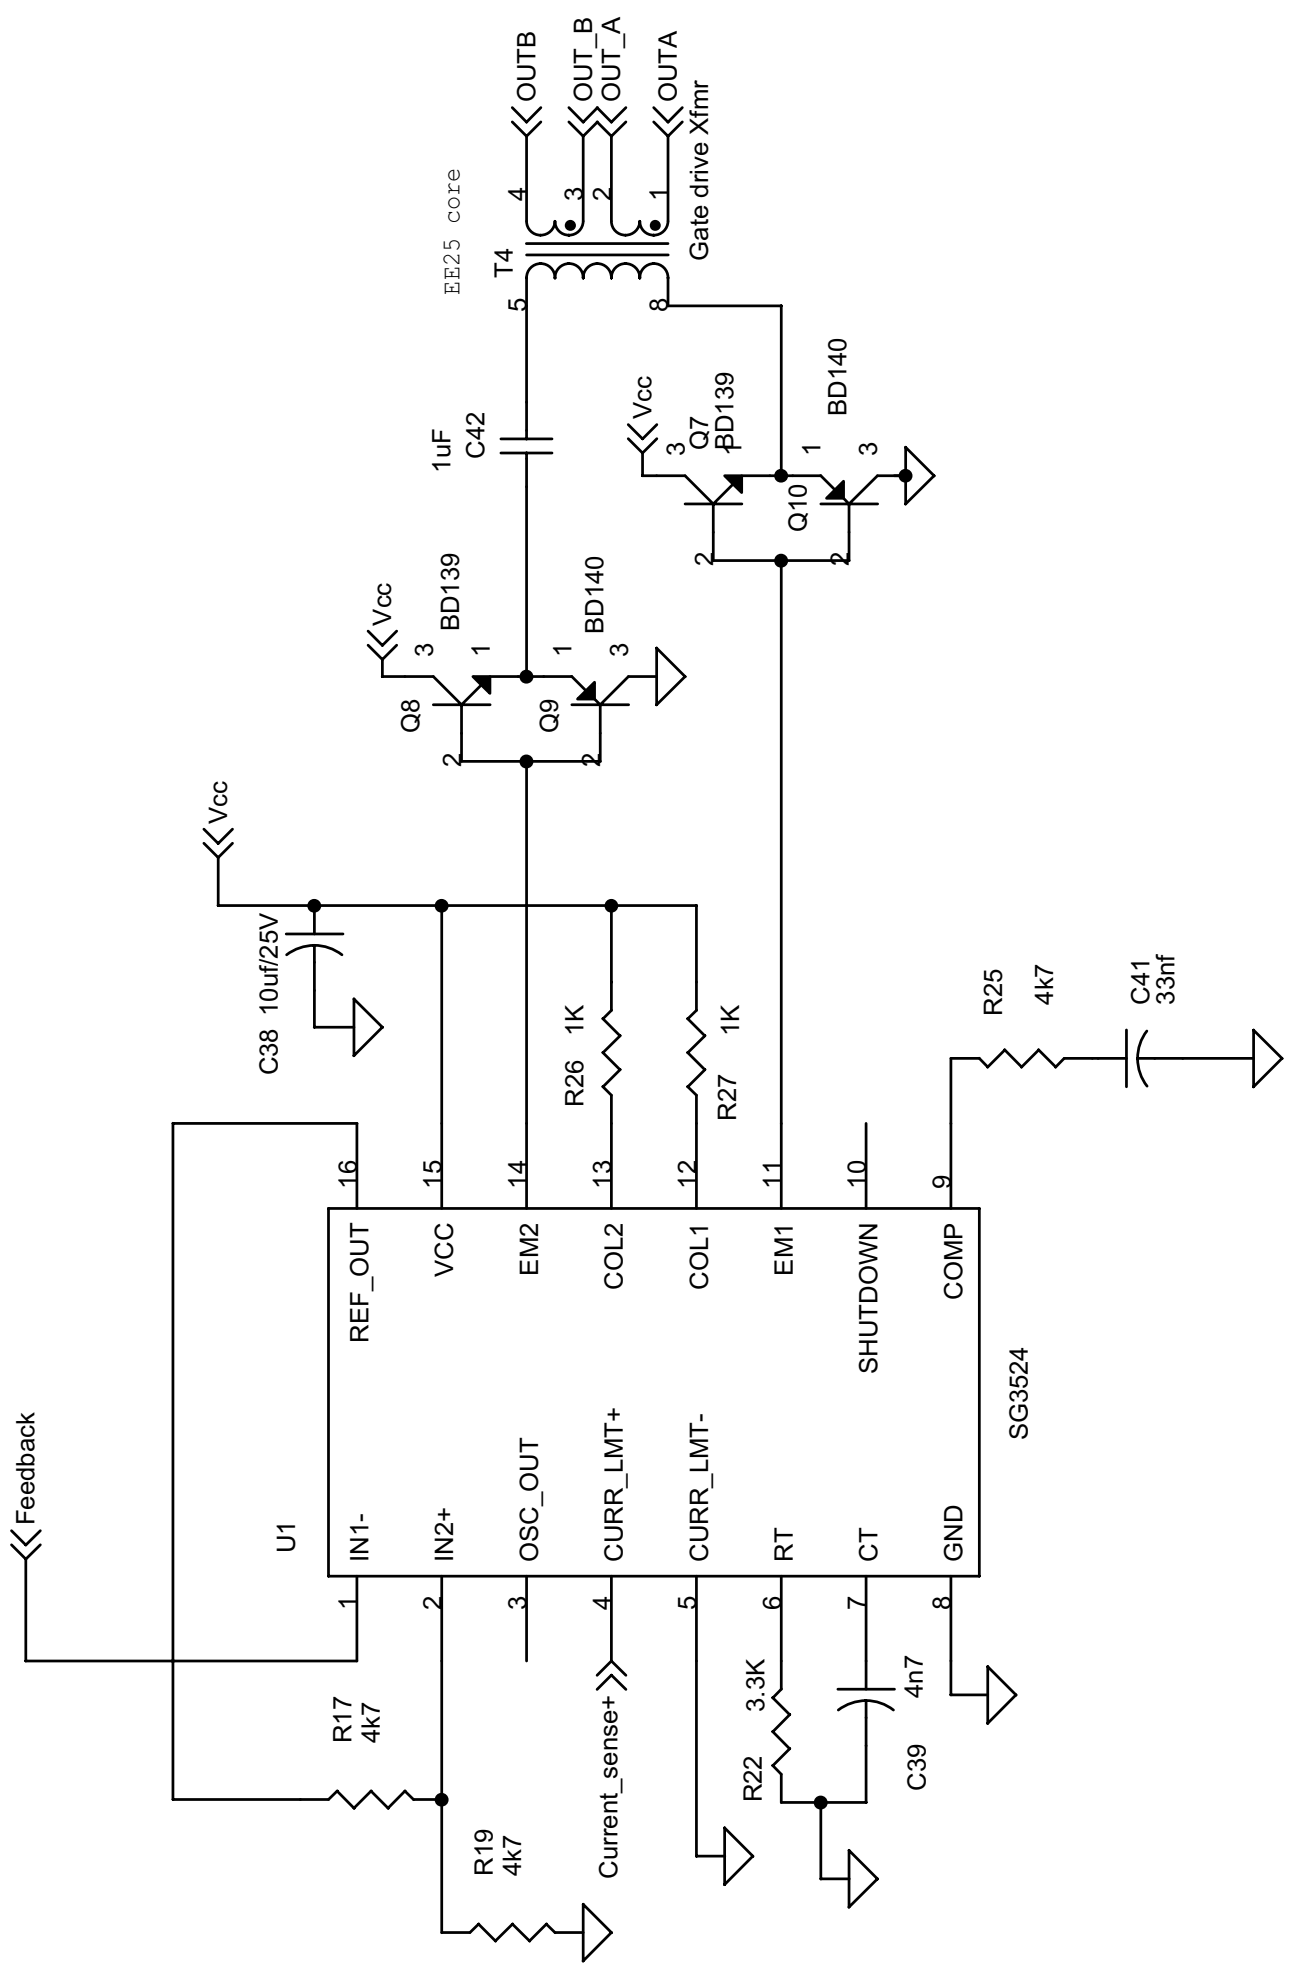 Feedback
U1
SG3524
IN1-
1
IN2+
2
OSC_OUT
3
CURR_LMT+
4
CURR_LMT-
5
RT
6
CT
7
GND
8
REF_OUT
16
VCC
15
EM2
14
COL2
13
COL1
12
EM1
11
SHUTDOWN
10
COMP
9
R17
4k7
R19
4k7
Current_sense+
R22
3.3K
C39
4n7
Vcc
C38
10uf/25V
R26
1K
R27
1K
R25
4k7
C41
33nf
Vcc
Q8
BD139
3
1
2
Q9
BD140
1
3
2
1uF
C42
Vcc
Q7
BD139
3
1
2
Q10
BD140
1
3
2
EE25 core
T4
5
8
4
3
2
1
OUTB
OUT_B
OUT_A
OUTA
Gate drive Xfmr